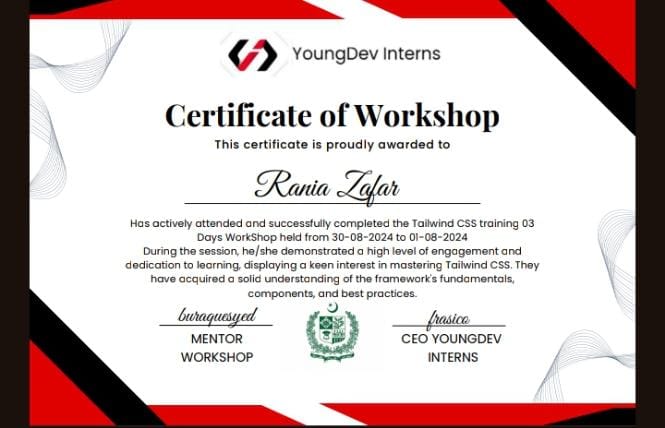 YoungDev Interns
Certificate of Workshop
This certificate is proudly awarded to
Rania Zafar
Has actively attended and successfully completed the Tailwind CSS training 03
Days WorkShop held from 30-08-2024 to 01-08-2024
During the session, he/she demonstrated a high level of engagement and
dedication to learning, displaying a keen interest in mastering Tailwind CSS. They
have acquired a solid understanding of the framework's fundamentals,
components, and best practices.
buraquesyed
MENTOR
WORKSHOP
frasico
CEO YOUNGDEV
INTERNS